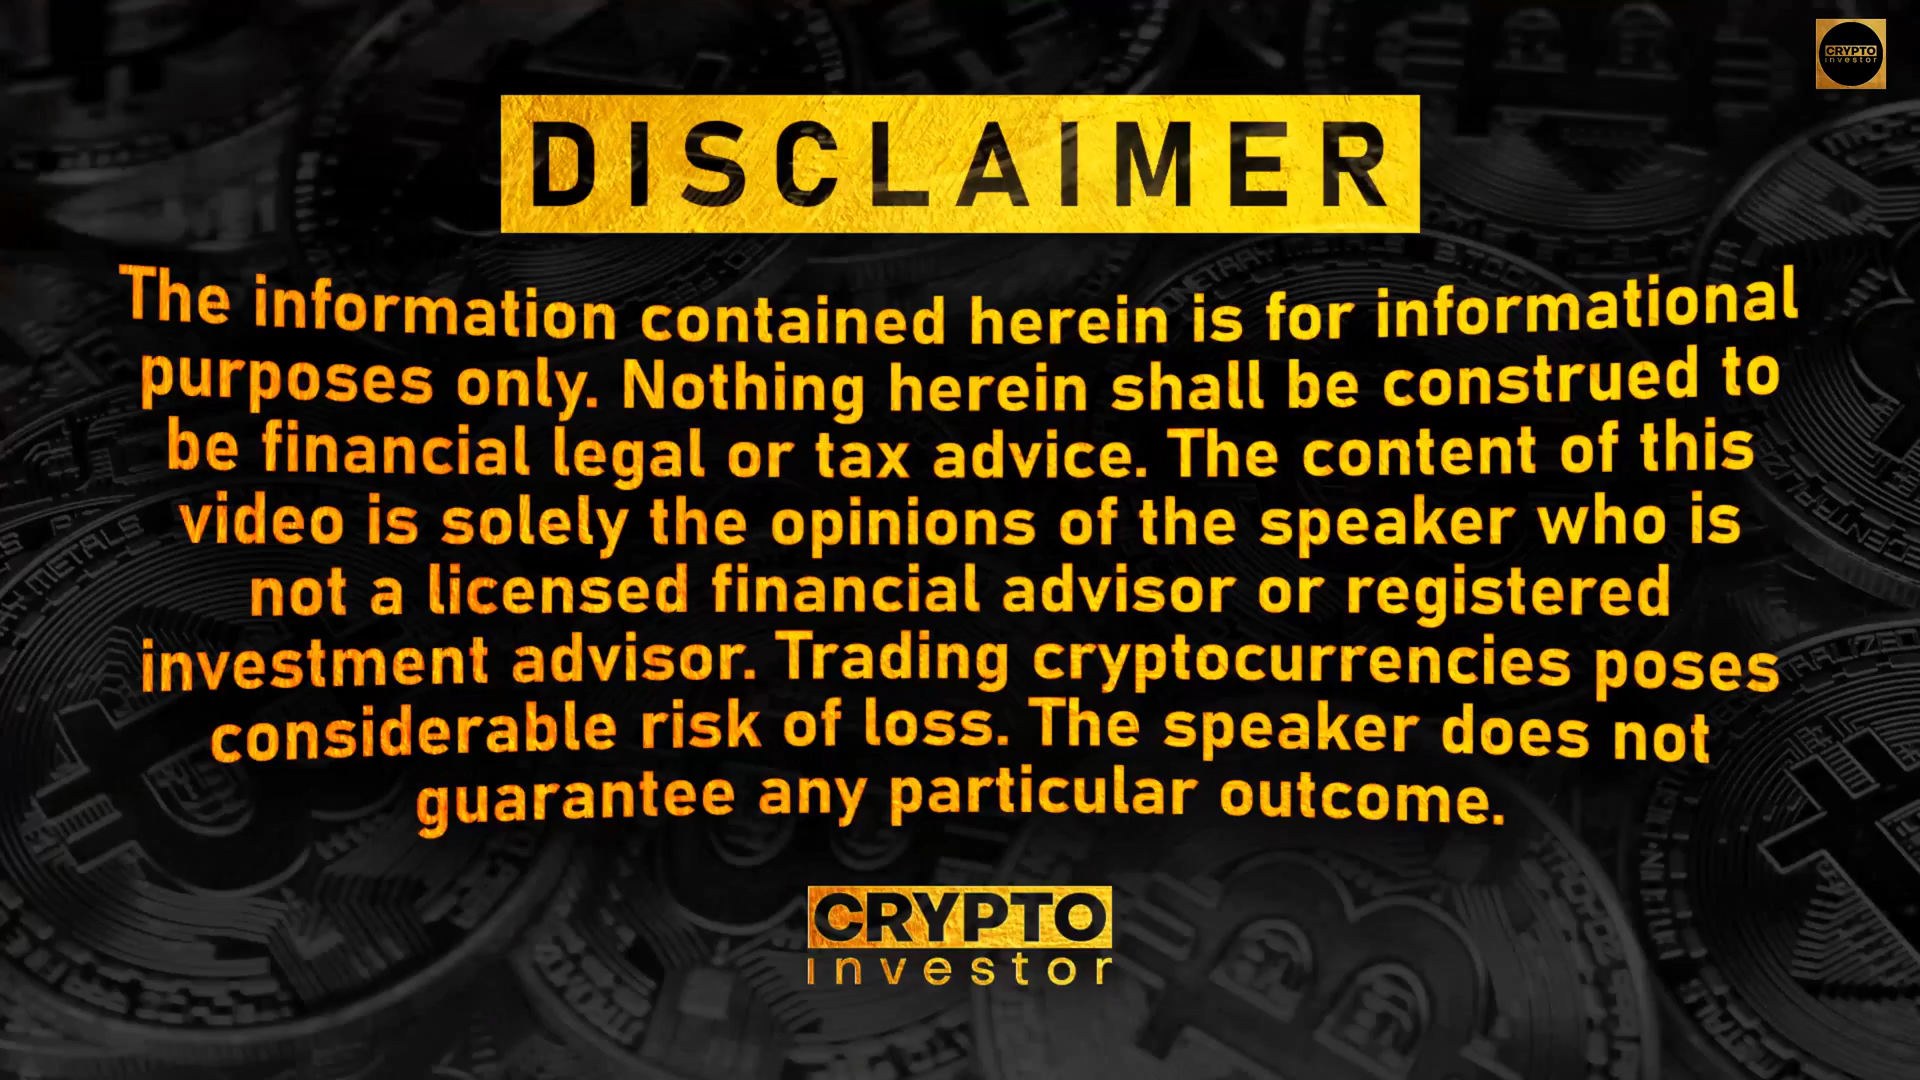 CRYPTO
investor
DISCLAIMER
The information contained herein is for informational
purposes only. Nothing herein shall be construed to
be financial legal or tax advice. The content of this
video is solely the opinions of the speaker who is
not a licensed financial advisor or registered
investment advisor. Trading cryptocurrencies poses
considerable risk of loss. The speaker does not
guarantee any particular outcome.
CRYPTO
investor